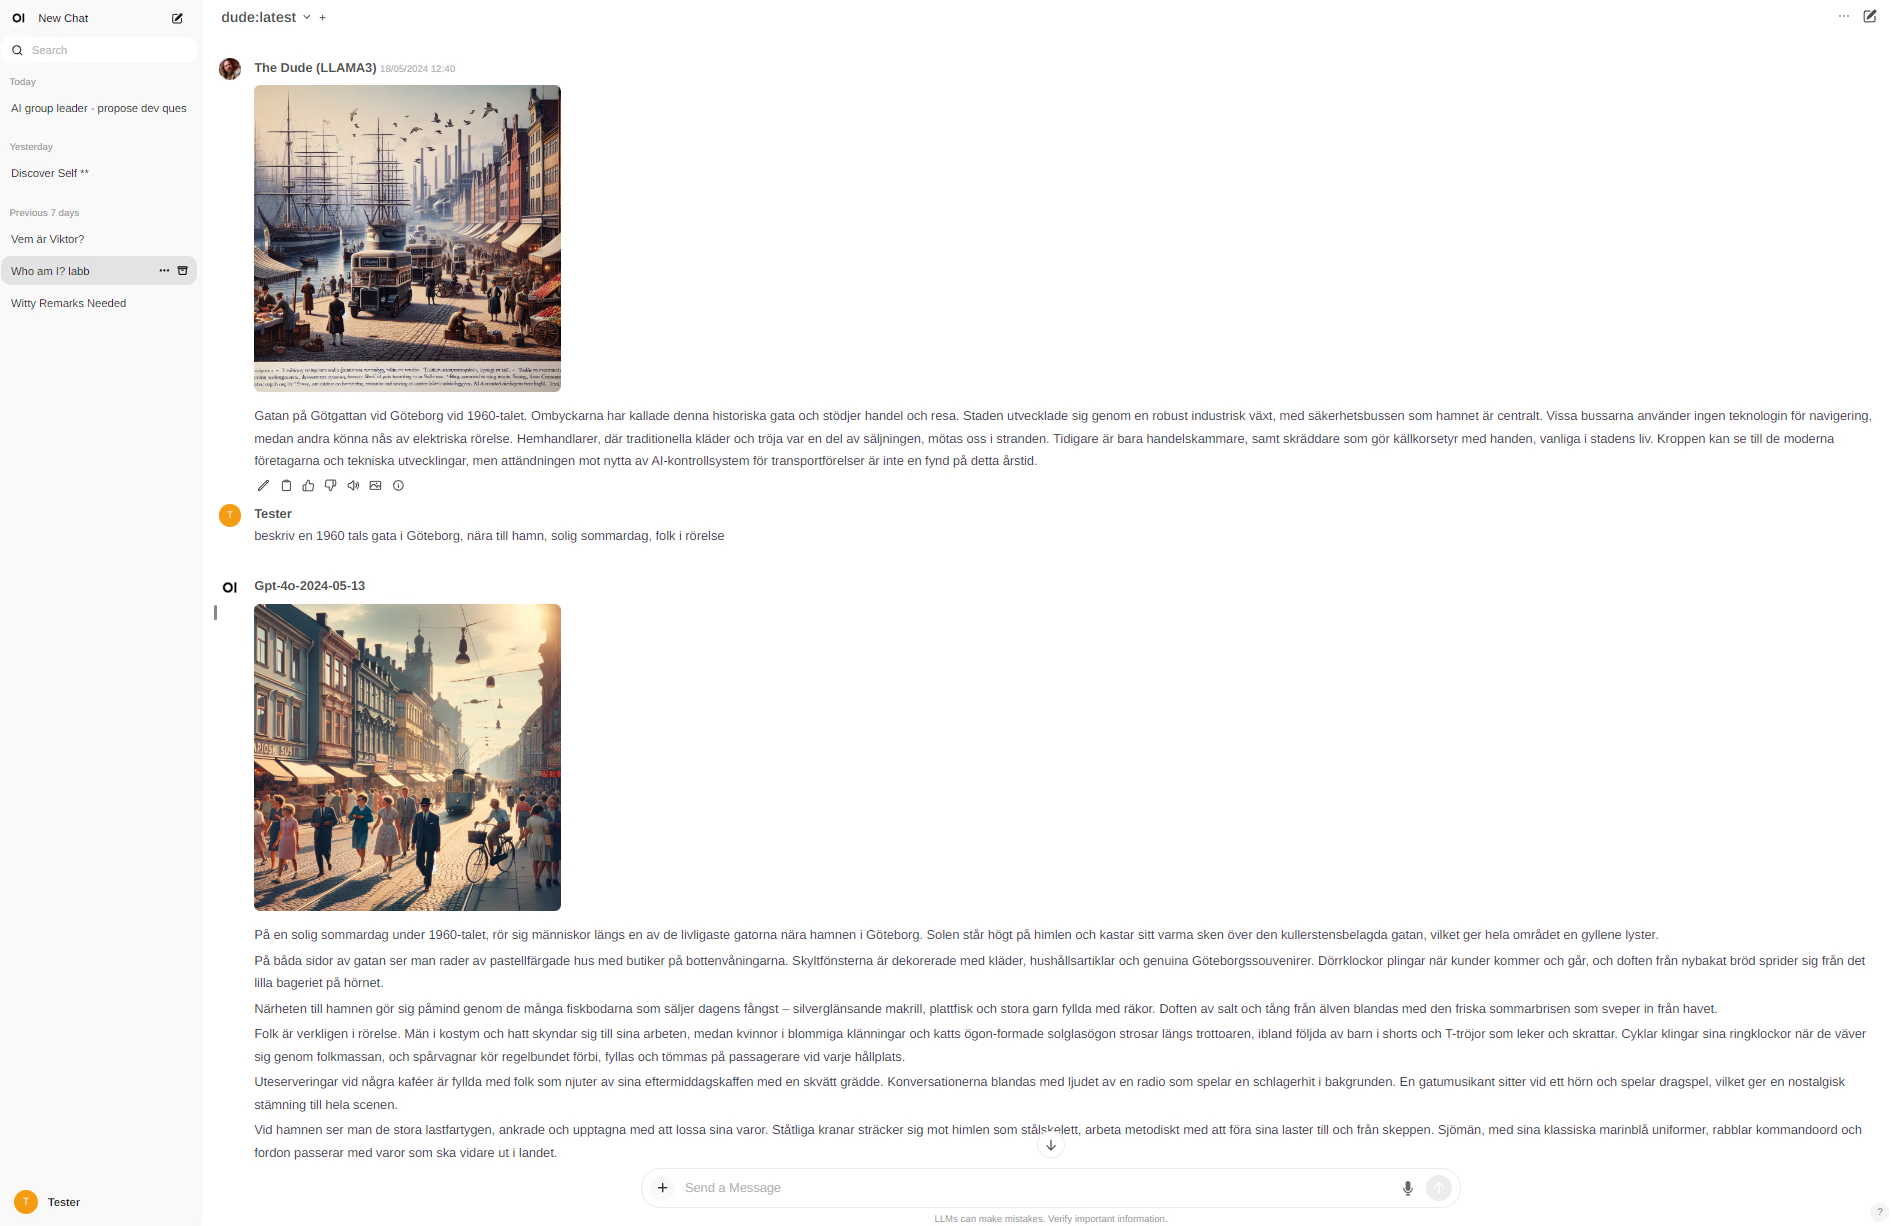 OI New Chat
Search
Today
AI group leader - propose dev ques
Yesterday
Discover Self **
Previous 7 days
Vem är Viktor?
Who am I? labb
Witty Remarks Needed
T Tester
dude:latest
The Dude (LLAMA3) 18/05/2024 12:40
Gatan på Götgattan vid Göteborg vid 1960-talet. Ombyckarna har kallade denna historiska gata och stödjer handel och resa. Staden utvecklade sig genom en robust industrisk växt, med säkerhetsbussen som hamnet är centralt. Vissa bussarna använder ingen teknologin för navigering,
medan andra könna nås av elektriska rörelse. Hemhandlarer, där traditionella kläder och tröja var en del av säljningen, mötas oss i stranden. Tidigare är bara handelskammare, samt skräddare som gör källkorsetyr med handen, vanliga i stadens liv. Kroppen kan se till de moderna
företagarna och tekniska utvecklingar, men attändningen mot nytta av AI-kontrollsystem för transportförelser är inte en fynd på detta årstid.
T Tester
beskriv en 1960 tals gata i Göteborg, nära till hamn, solig sommardag, folk i rörelse
OI Gpt-4o-2024-05-13
På en solig sommardag under 1960-talet, rör sig människor längs en av de livligaste gatorna nära hamnen i Göteborg. Solen står högt på himlen och kastar sitt varma sken över den kullerstensbelagda gatan, vilket ger hela området en gyllene lyster.
På båda sidor av gatan ser man rader av pastellfärgade hus med butiker på bottenvåningarna. Skyltfönsterna är dekorerade med kläder, hushållsartiklar och genuina Göteborgssouvenirer. Dörrklockor plingar när kunder kommer och går, och doften från nybakat bröd sprider sig från det
lilla bageriet på hörnet.
Närheten till hamnen gör sig påmind genom de många fiskbodarna som säljer dagens fångst – silverglänsande makrill, plattfisk och stora garn fyllda med räkor. Doften av salt och tång från älven blandas med den friska sommarbrisen som sveper in från havet.
Folk är verkligen i rörelse. Män i kostym och hatt skyndar sig till sina arbeten, medan kvinnor i blommiga klänningar och katts ögon-formade solglasögon strosar längs trottoaren, ibland följda av barn i shorts och T-tröjor som leker och skrattar. Cyklar klingar sina ringklockor när de väver
sig genom folkmassan, och spårvagnar kör regelbundet förbi, fyllas och tömmas på passagerare vid varje hållplats.
Uteserveringar vid några kaféer är fyllda med folk som njuter av sina eftermiddagskaffen med en skvätt grädde. Konversationerna blandas med ljudet av en radio som spelar en schlagerhit i bakgrunden. En gatumusikant sitter vid ett hörn och spelar dragspel, vilket ger en nostalgisk
stämning till hela scenen.
Vid hamnen ser man de stora lastfartygen, ankrade och upptagna med att lossa sina varor. Ståtliga kranar sträcker sig mot himlen som stålskelett, arbeta metodiskt med att föra sina laster till och från skeppen. Sjömän, med sina klassiska marinblå uniformer, rabblar kommandoord och
fordon passerar med varor som ska vidare ut i landet.
Send a Message
LLMs can make mistakes. Verify important information.
?